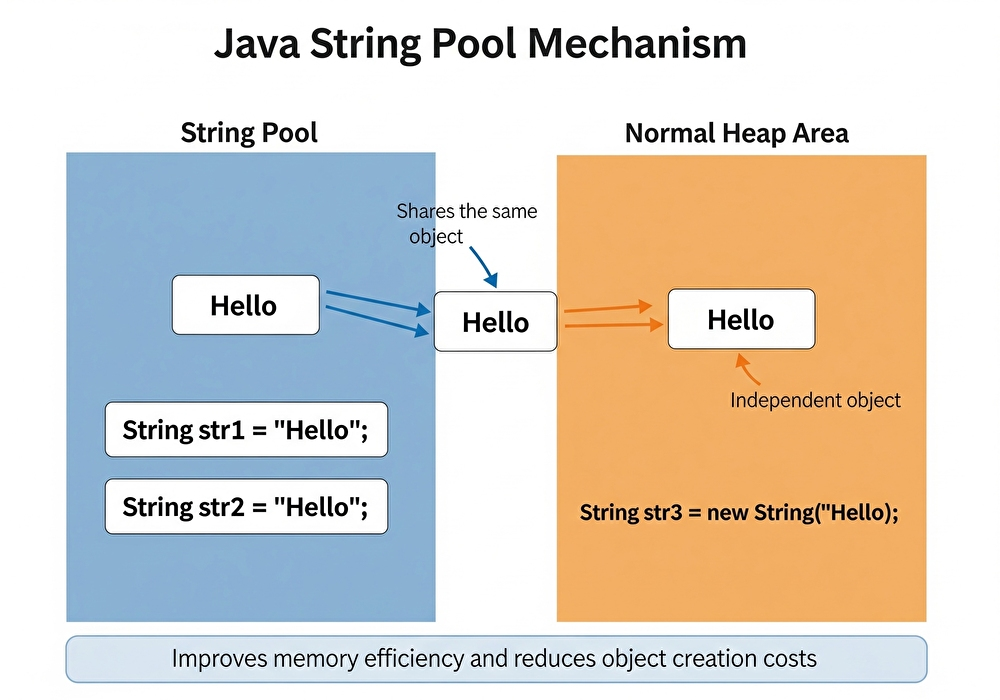 Java String Pool Mechanism
String Pool
Normal Heap Area
Shares the same
object
Hello
Hello
Hello
Independent object
String str1 = "Hello";
String str2 = "Hello";
String str3 = new String("Hello);
Improves memory efficiency and reduces object creation costs